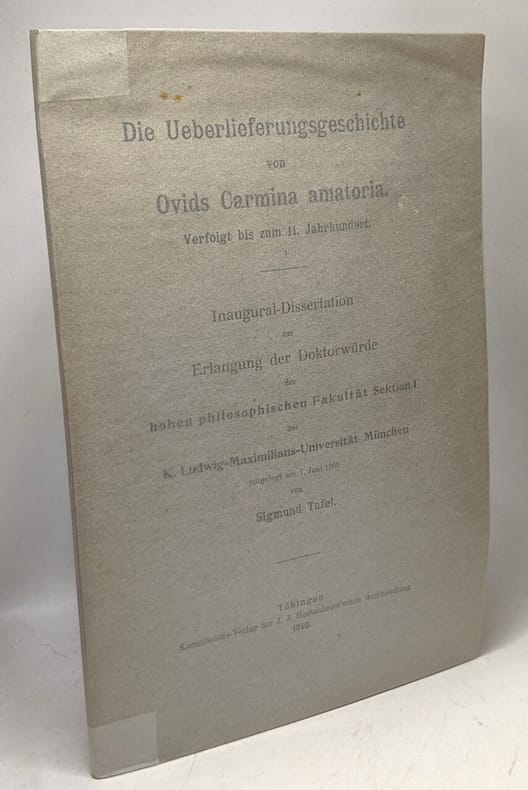 Die Ueberlieferungsgeschichte
von
Ovids Carmina amatoria.
Verfolgt bis zum 11. Jahrhundert.
Inaugural-Dissertation
zur
Erlangung der Doktorwürde
der
hohen philosophischen Fakultät Sektion I
der
K. Ludwig-Maximilians-Universität München
vorgelegt am 1. Juni 1909
von
Sigmund Tafel.
Tübingen
Kommissions-Verlag der J. J. Heckenhauer'schen Buchhandlung
1910.